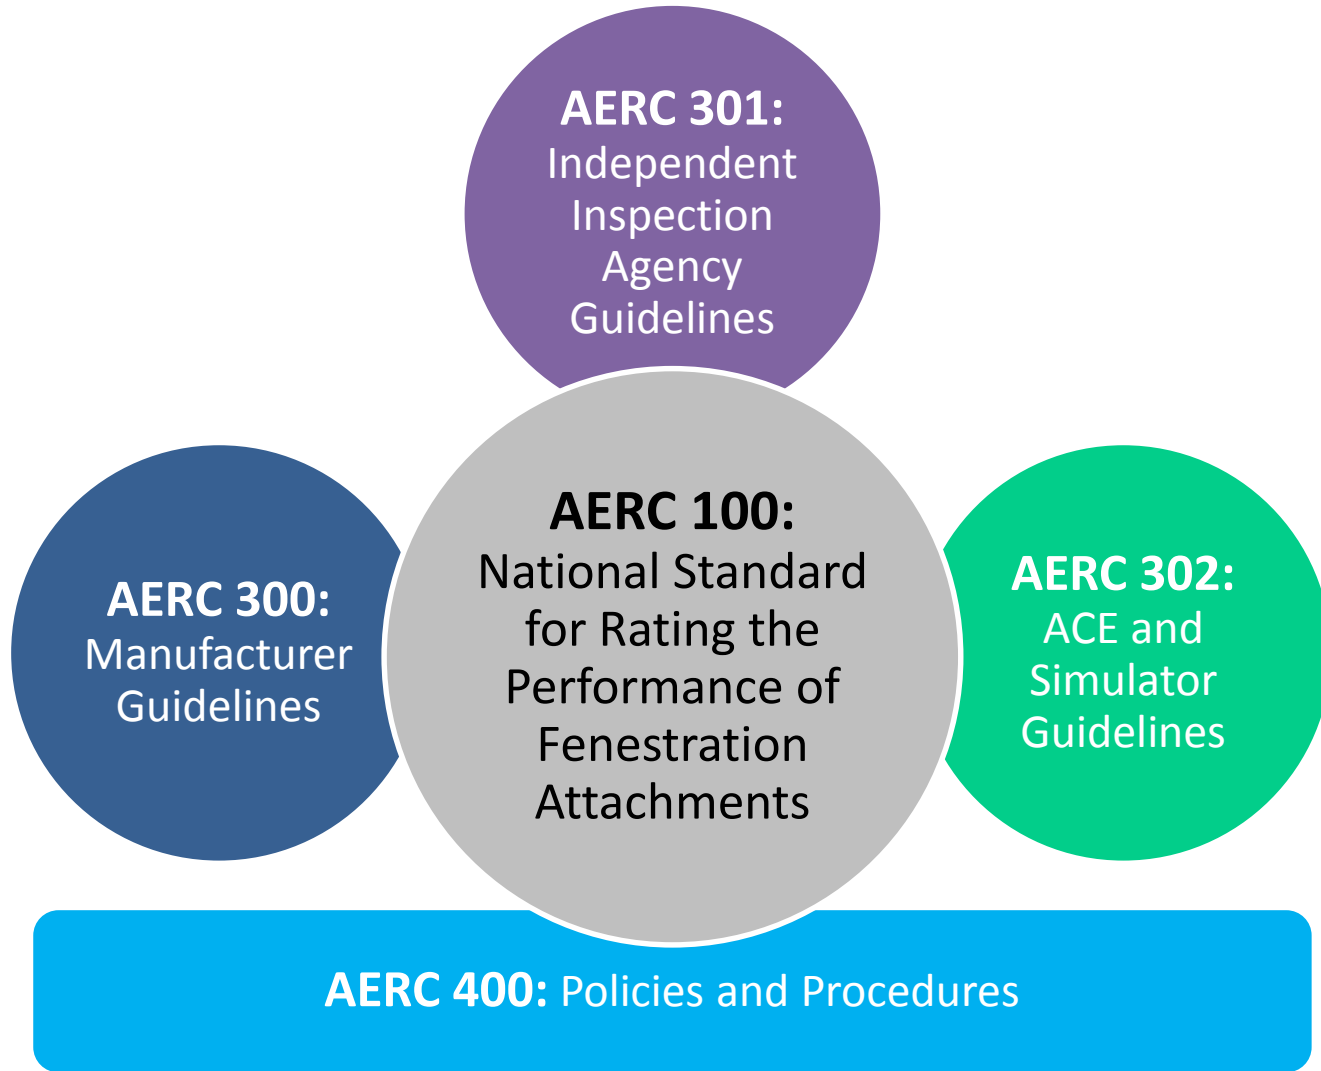 AERC 301:
Independent
Inspection
Agency
Guidelines
AERC 300:
Manufacturer
Guidelines
AERC 100:
National Standard
for Rating the
Performance of
Fenestration
Attachments
AERC 302:
ACE and
Simulator
Guidelines
AERC 400: Policies and Procedures